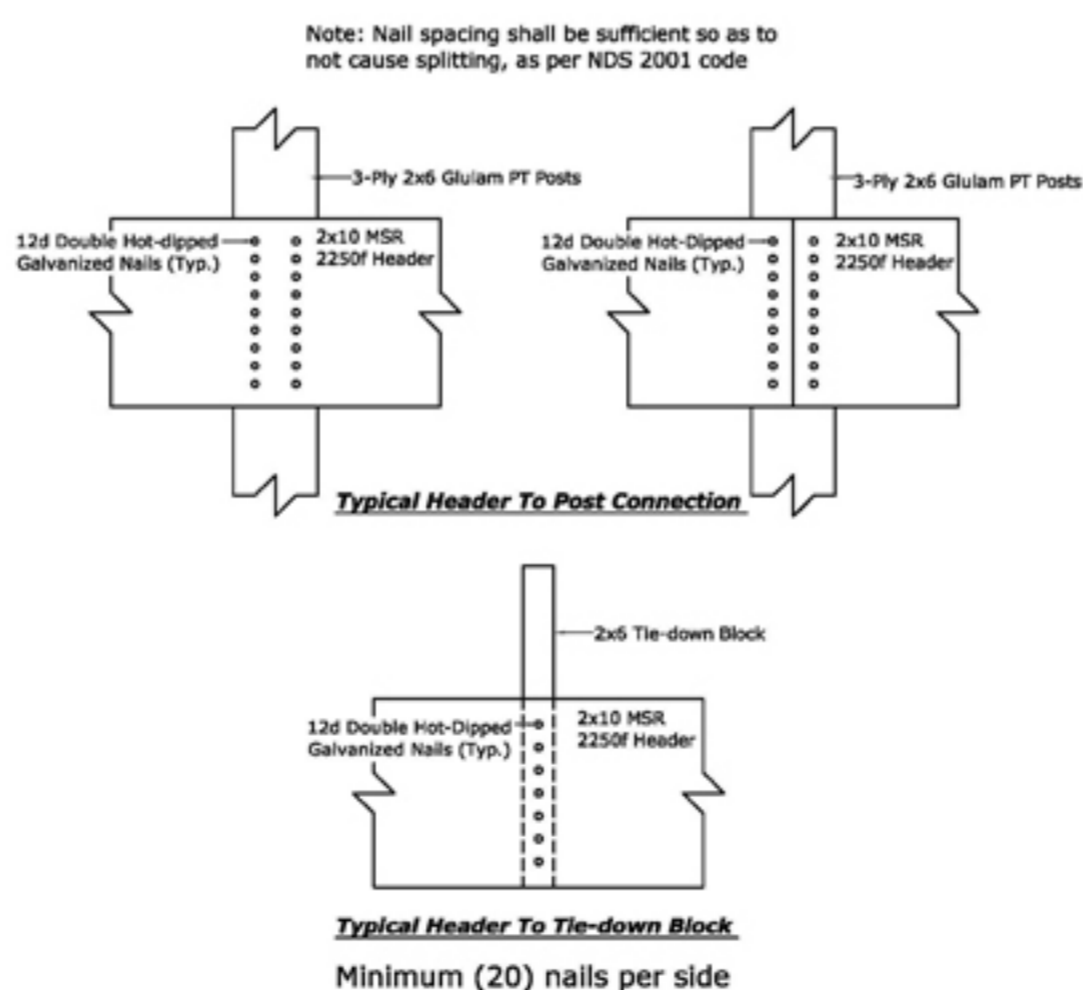 Note: Nail spacing shall be sufficient so as to
not cause splitting, as per NDS 2001 code
3-Ply 2x6 Glulam PT Posts
12d Double Hot-dipped
Galvanized Nails (Typ.)
2x10 MSR
2250f Header
3-Ply 2x6 Glulam PT Posts
12d Double Hot-Dipped
Galvanized Nails (Typ.)
2x10 MSR
2250f Header
Typical Header To Post Connection
2x6 Tie-down Block
12d Double Hot-Dipped
Galvanized Nails (Typ.)
2x10 MSR
2250f Header
Typical Header To Tie-down Block
Minimum (20) nails per side